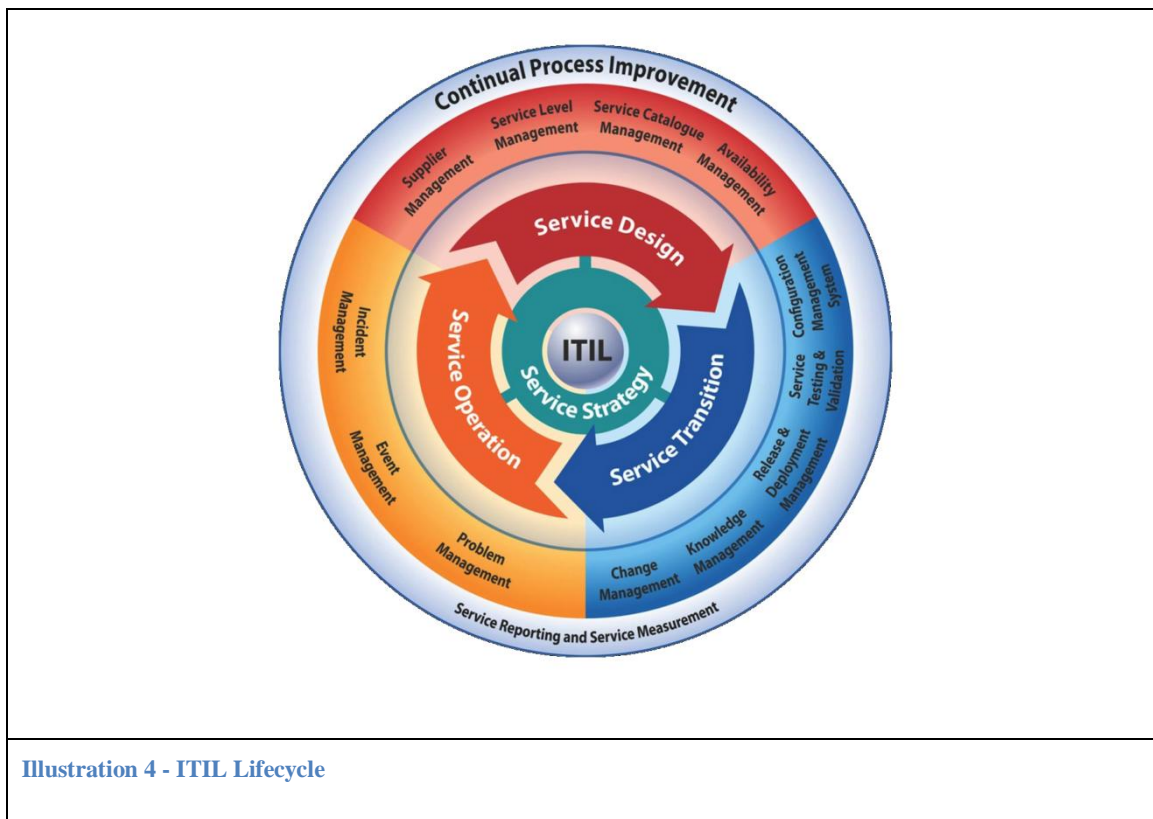 Continual Process Improvement
Supplier
Management
Service Level
Management
Service Catalogue
Management
Availability
Management
Configuration
Management
System
Service
Testing &
Validation
Release &
Deployment
Management
Knowledge
Management
Change
Management
Problem
Management
Event
Management
Incident
Management
Service Design
Service Transition
Service Operation
ITIL
Service Strategy
Service Reporting and Service Measurement
Illustration 4 - ITIL Lifecycle